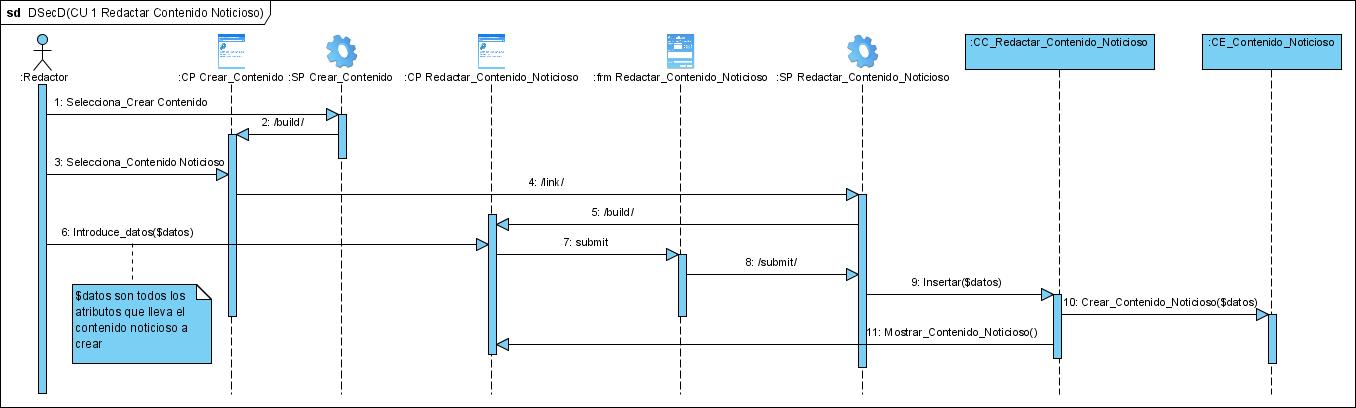 sd DSecD(CU 1 Redactar Contenido Noticioso)
:Redactor
:CP Crear_Contenido
:SP Crear_Contenido
:CP Redactar_Contenido_Noticioso
:frm Redactar_Contenido_Noticioso
:SP Redactar_Contenido_Noticioso
:CC_Redactar_Contenido_Noticioso
:CE_Contenido_Noticioso
1: Selecciona_Crear Contenido
2: /build/
3: Selecciona_Contenido Noticioso
4: /link/
5: /build/
6: Introduce_datos($datos)
7: submit
8: /submit/
9: Insertar($datos)
10: Crear_Contenido_Noticioso($datos)
11: Mostrar_Contenido_Noticioso()
$datos son todos los
atributos que lleva el
contenido noticioso a
crear